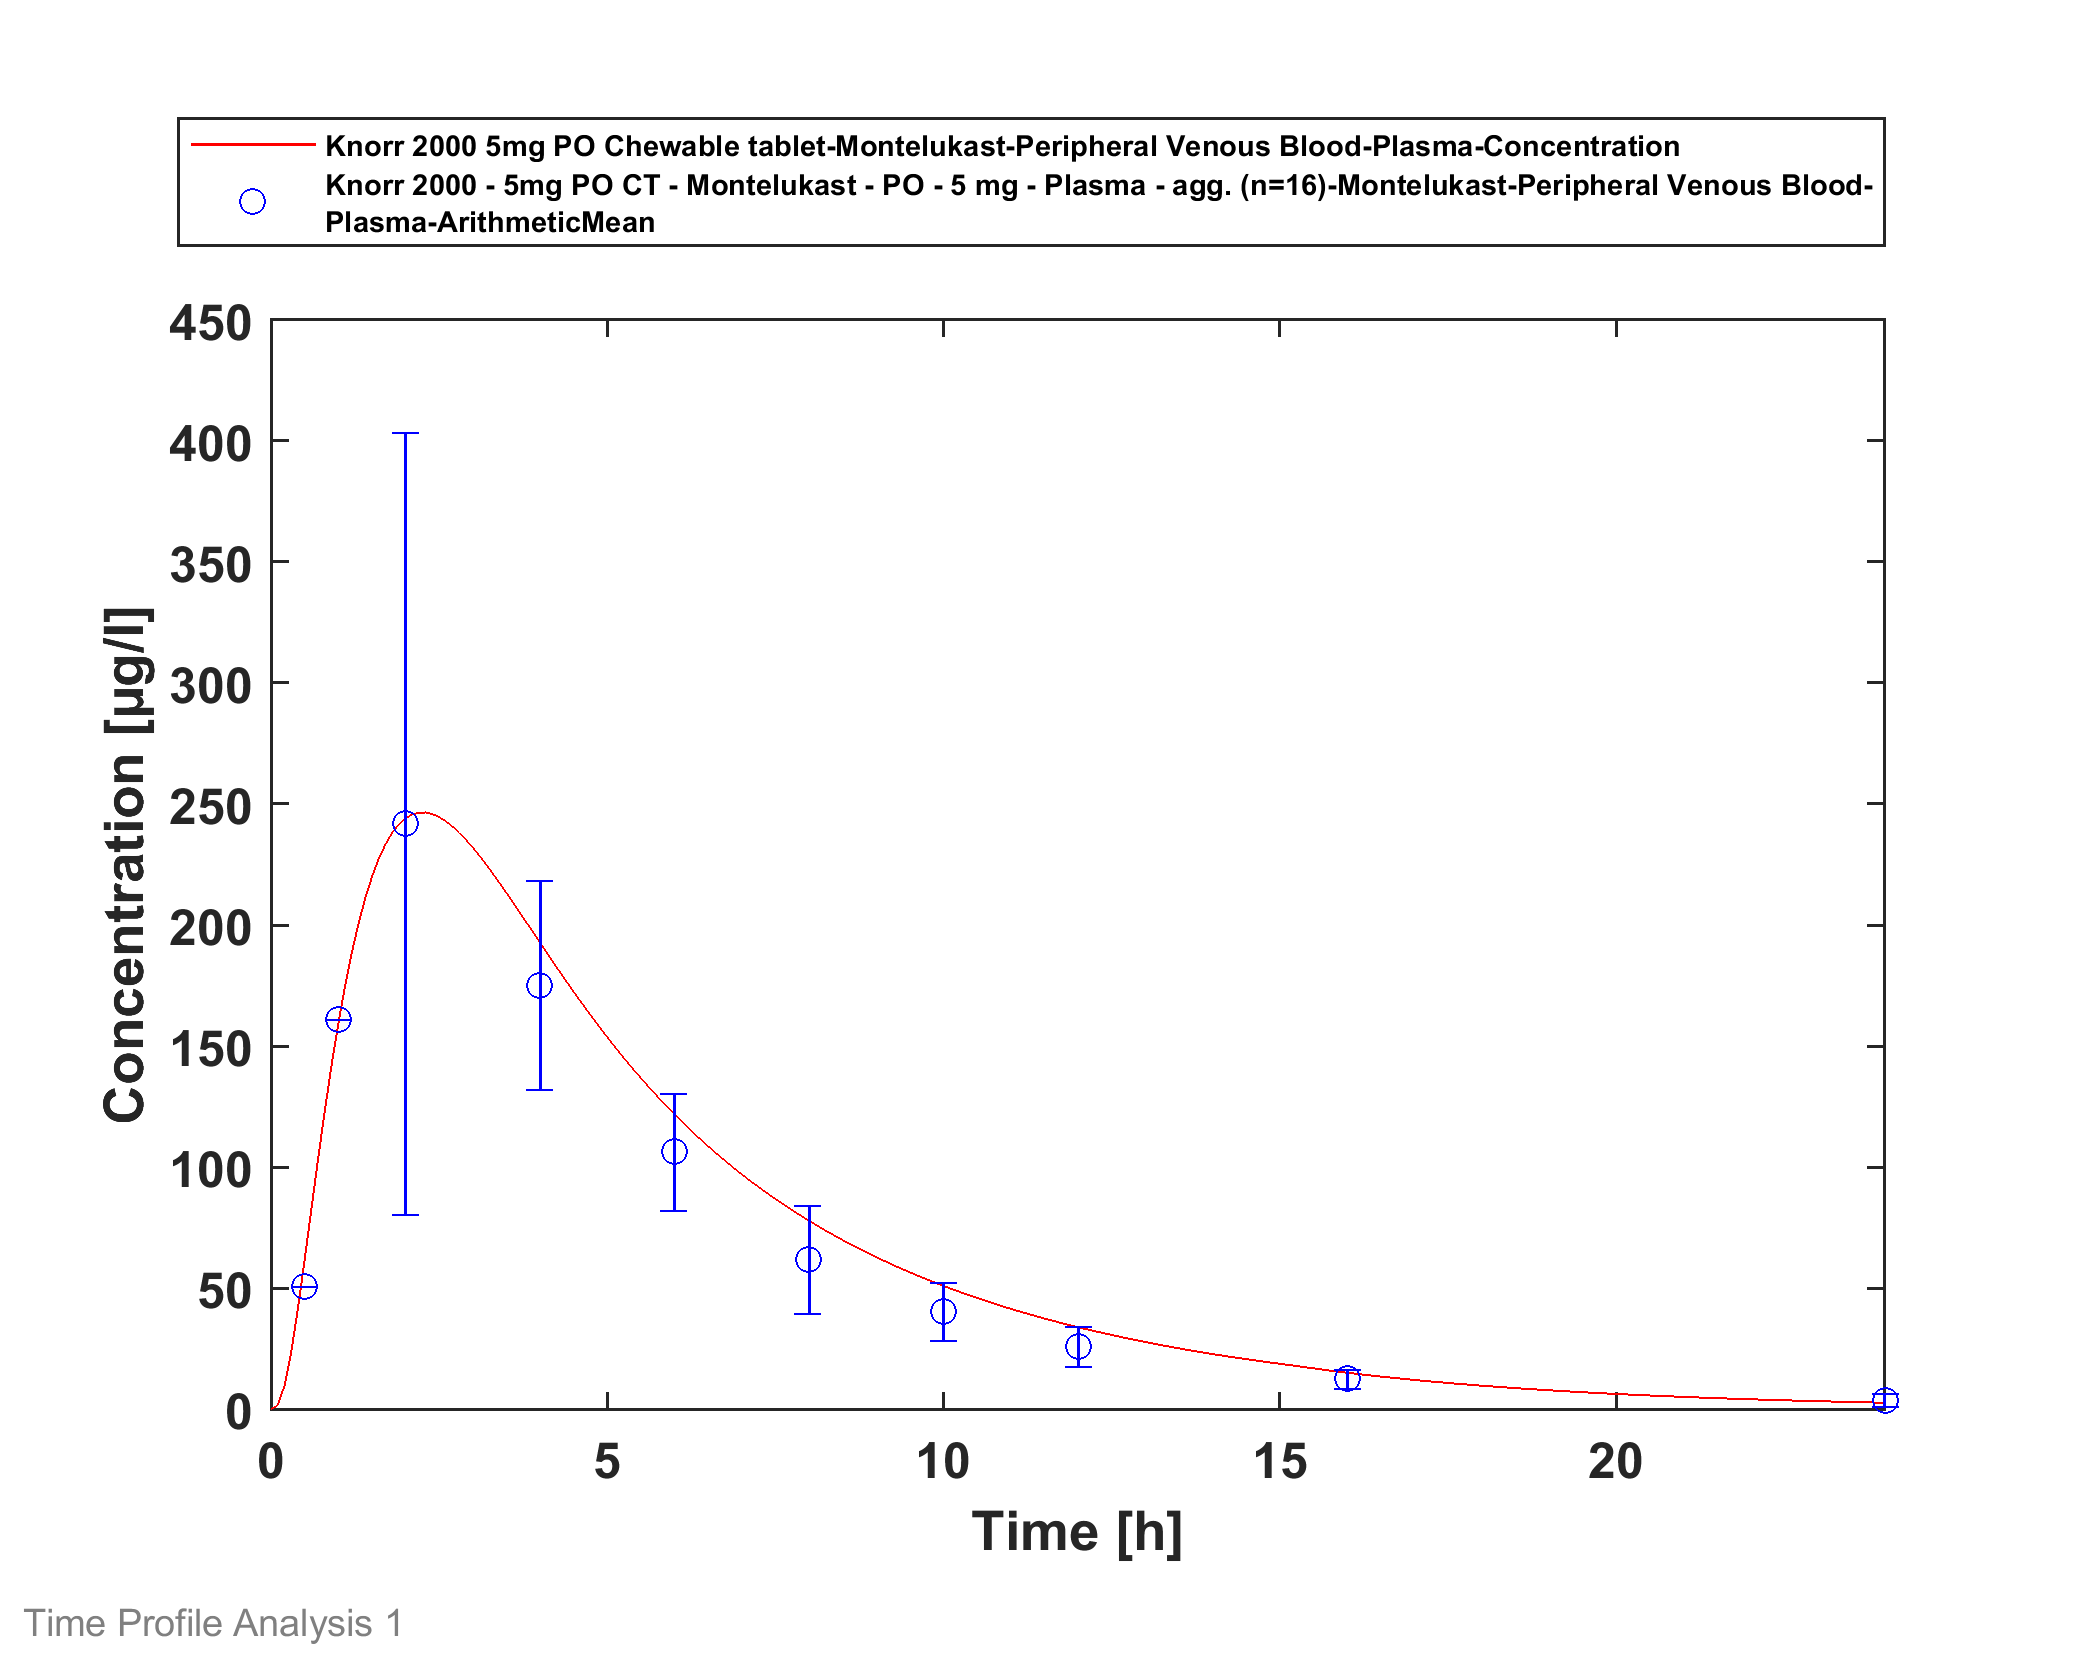 Knorr 2000 5mg PO Chewable tablet-Montelukast-Peripheral Venous Blood-Plasma-Concentration
Knorr 2000 - 5mg PO CT - Montelukast - PO - 5 mg - Plasma - agg. (n=16)-Montelukast-Peripheral Venous Blood-
Plasma-ArithmeticMean
450
400
350
300
250
200
150
100
50
0
Concentration [µg/l]
0 5 10 15 20
Time [h]
Time Profile Analysis 1